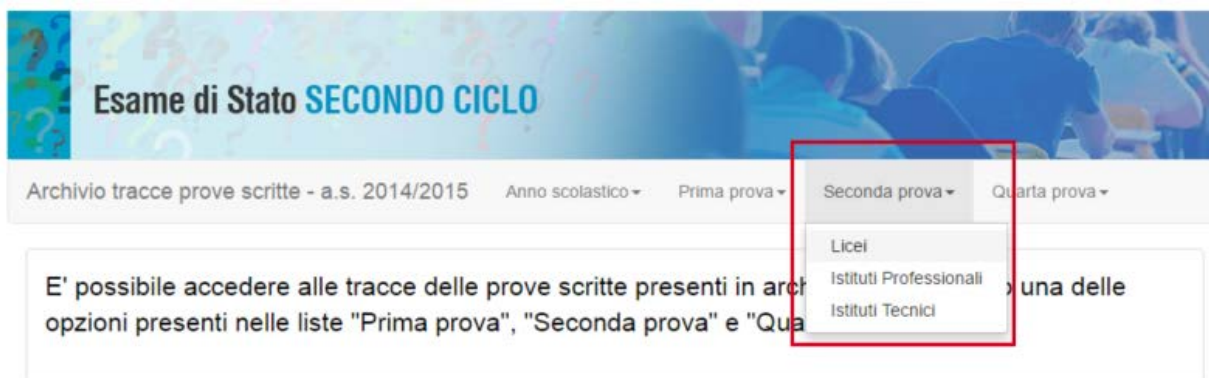 Esame di Stato SECONDO CICLO
Archivio tracce prove scritte - a.s. 2014/2015 Anno scolastico Prima prova Seconda prova Quarta prova
Licei
Istituti Professionali
Istituti Tecnici
E' possibile accedere alle tracce delle prove scritte presenti in una delle
opzioni presenti nelle liste "Prima prova", "Seconda prova" e